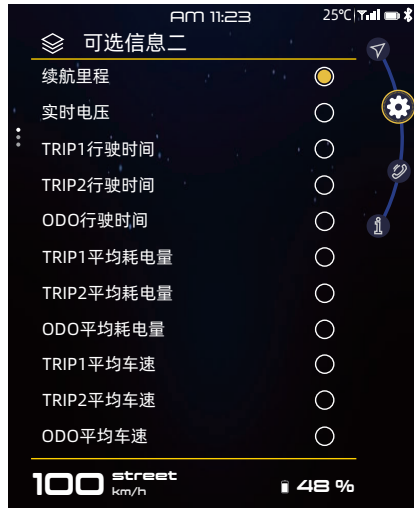 AM 11:23 25℃
可选信息二
续航里程
实时电压
TRIP1行驶时间
TRIP2行驶时间
ODO行驶时间
TRIP1平均耗电量
TRIP2平均耗电量
ODO平均耗电量
TRIP1平均车速
TRIP2平均车速
ODO平均车速
100 street
km/h
48 %